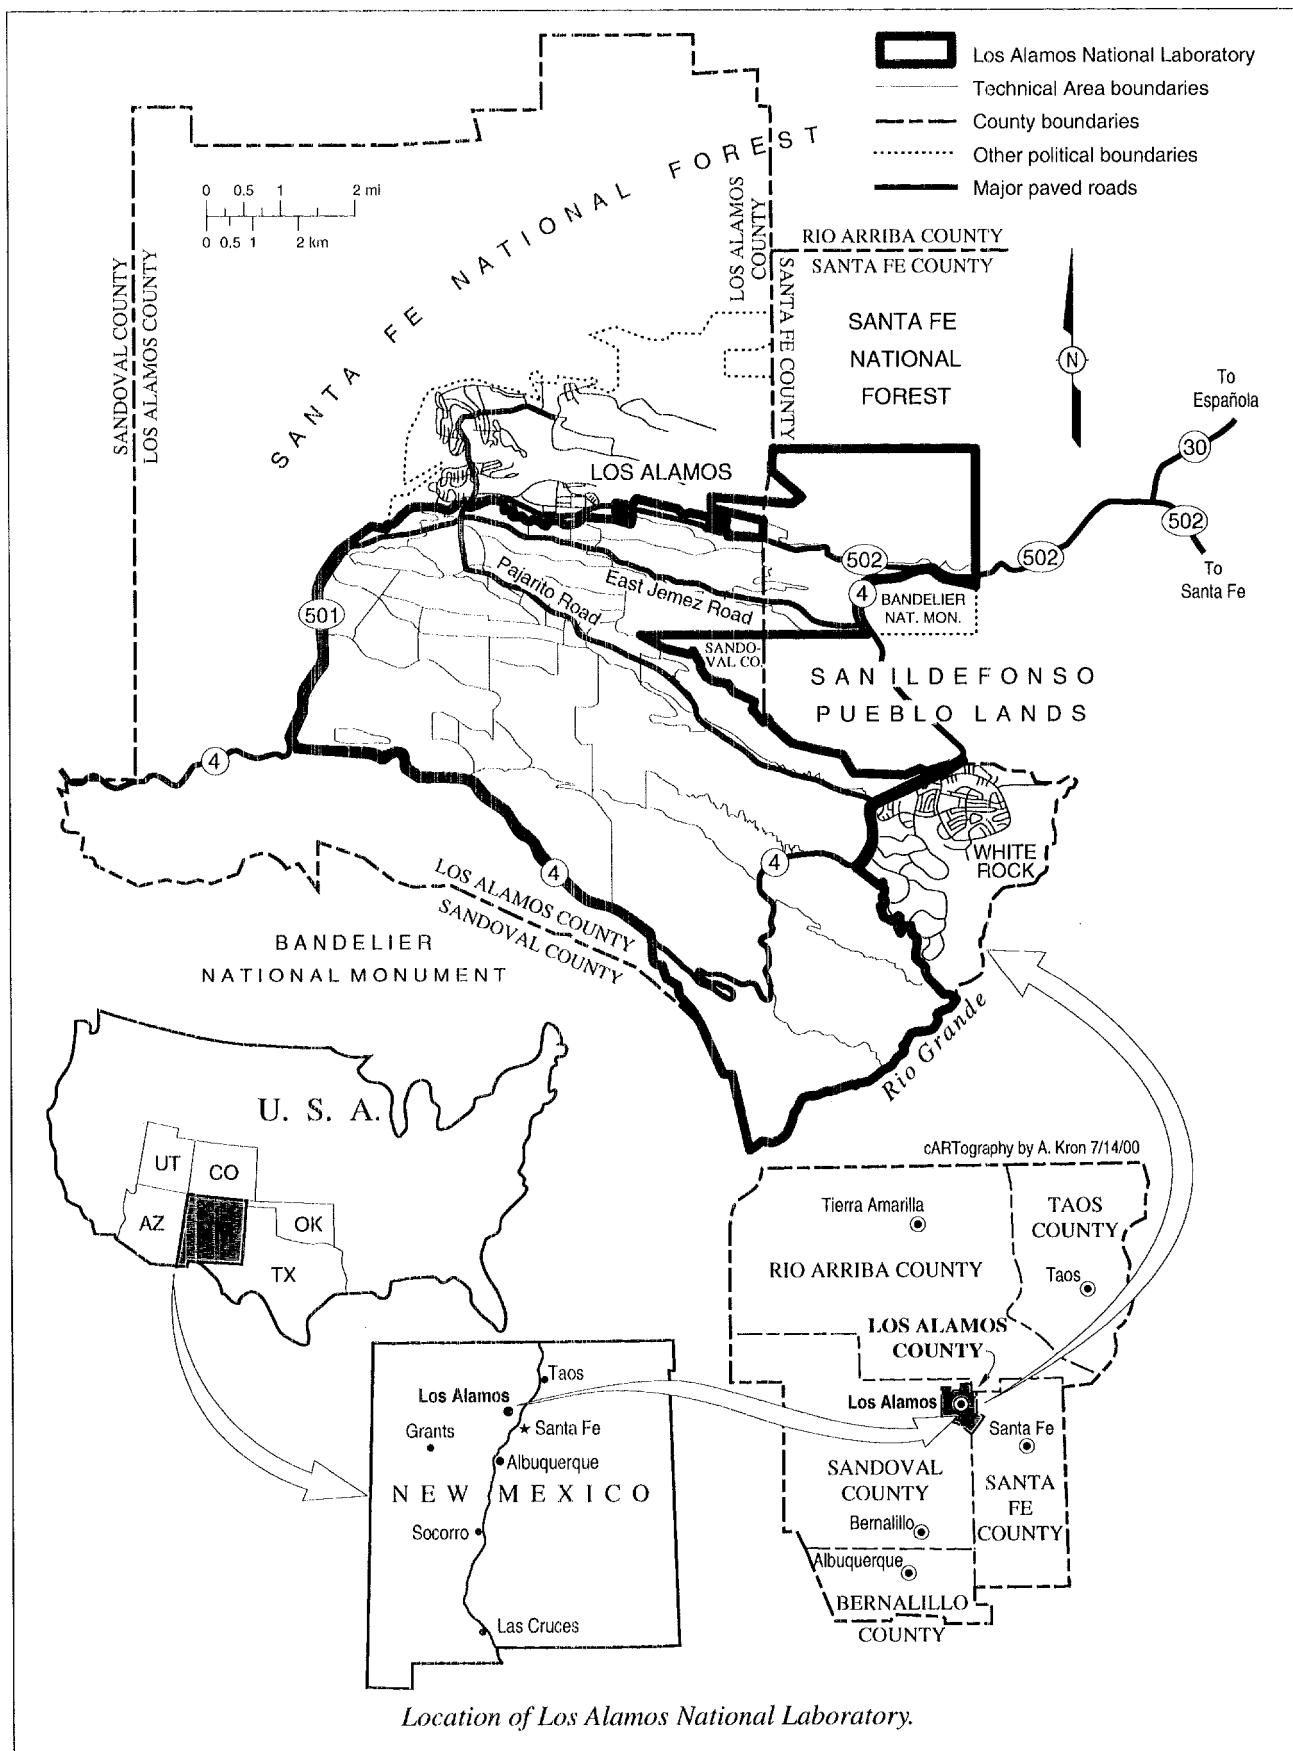 Los Alamos National Laboratory
Technical Area boundaries
County boundaries
Other political boundaries
Major paved roads
0 0.5 1 2 mi
0 0.5 1 2 km
SANTA FE NATIONAL FOREST
SANDOVAL COUNTY
LOS ALAMOS COUNTY
LOS ALAMOS
COUNTY
SANTA FE COUNTY
RIO ARRIBA COUNTY
SANTA FE COUNTY
SANTA FE
NATIONAL
FOREST
N
To
Española
30
502
To
Santa Fe
LOS ALAMOS
502
502
501
Pajarito Road
East Jemez Road
4
BANDELIER
NAT. MON.
SANDO-
VAL CO.
SAN ILDEFONSO
PUEBLO LANDS
4
WHITE
ROCK
4
4
LOS ALAMOS COUNTY
SANDOVAL COUNTY
BANDELIER
NATIONAL MONUMENT
Rio Grande
U. S. A.
UT
CO
AZ
OK
TX
cARTography by A. Kron 7/14/00
Tierra Amarilla
TAOS
COUNTY
RIO ARRIBA COUNTY
Taos
LOS ALAMOS
COUNTY
Los Alamos
Santa Fe
SANDOVAL
COUNTY
SANTA
FE
COUNTY
Bernalillo
Albuquerque
BERNALILLO
COUNTY
Taos
Los Alamos
Grants
Santa Fe
Albuquerque
NEW MEXICO
Socorro
Las Cruces
Location of Los Alamos National Laboratory.